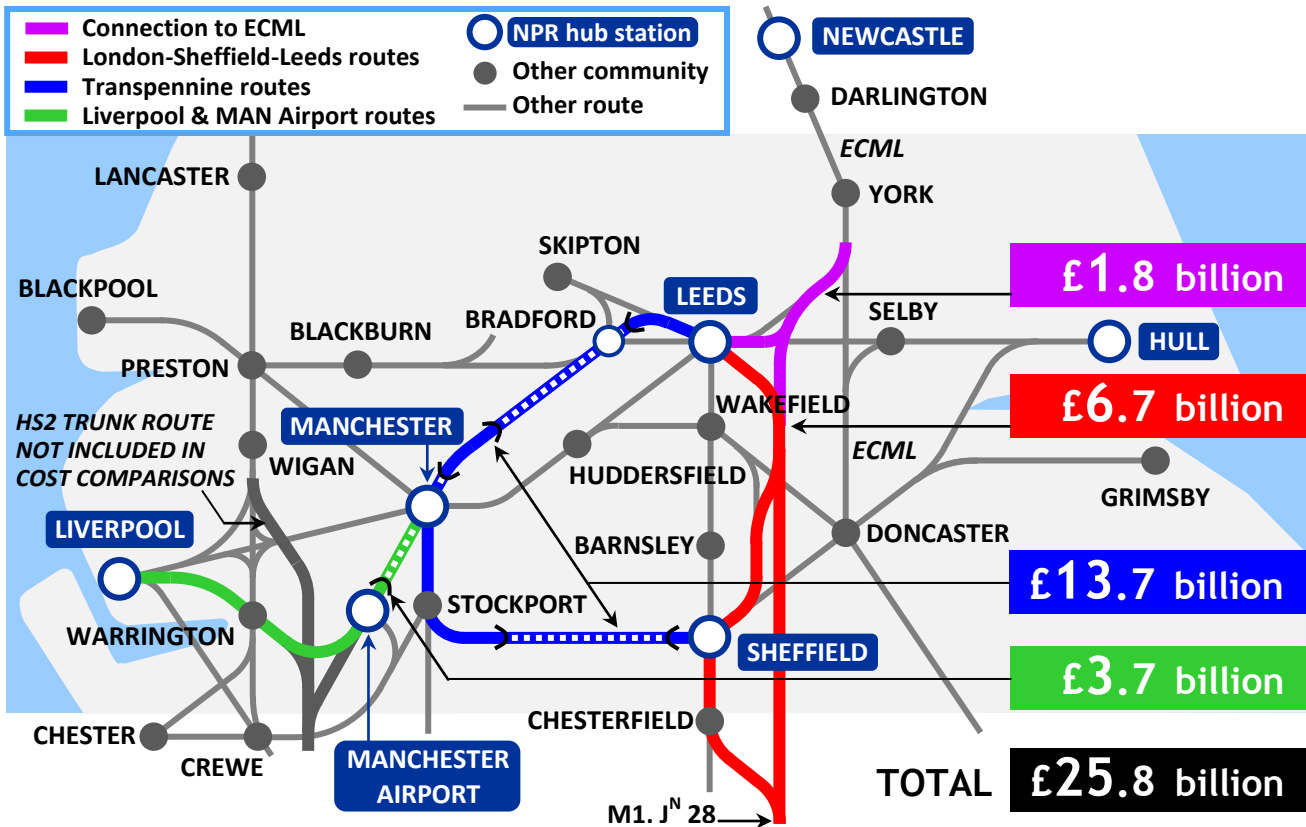 Connection to ECML
London-Sheffield-Leeds routes
Transpennine routes
Liverpool & MAN Airport routes
NPR hub station
Other community
Other route
NEWCASTLE
DARLINGTON
ECML
YORK
LANCASTER
SKIPTON
£1.8 billion
BLACKPOOL
LEEDS
SELBY
BRADFORD
BLACKBURN
HULL
PRESTON
WAKEFIELD
£6.7 billion
HS2 TRUNK ROUTE
NOT INCLUDED IN
COST COMPARISONS
MANCHESTER
WIGAN
HUDDERSFIELD
ECML
GRIMSBY
LIVERPOOL
BARNSLEY
DONCASTER
£13.7 billion
STOCKPORT
WARRINGTON
SHEFFIELD
£3.7 billion
CHESTERFIELD
CHESTER
CREWE
MANCHESTER
AIRPORT
TOTAL
£25.8 billion
M1, Jᴺ 28